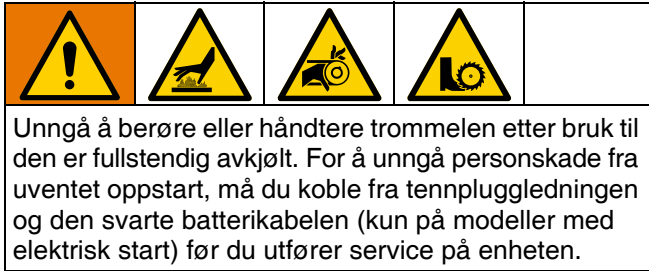 Unngå å berøre eller håndtere trommelen etter bruk til
den er fullstendig avkjølt. For å unngå personskade fra
uventet oppstart, må du koble fra tennpluggledningen
og den svarte batterikabelen (kun på modeller med
elektrisk start) før du utfører service på enheten.